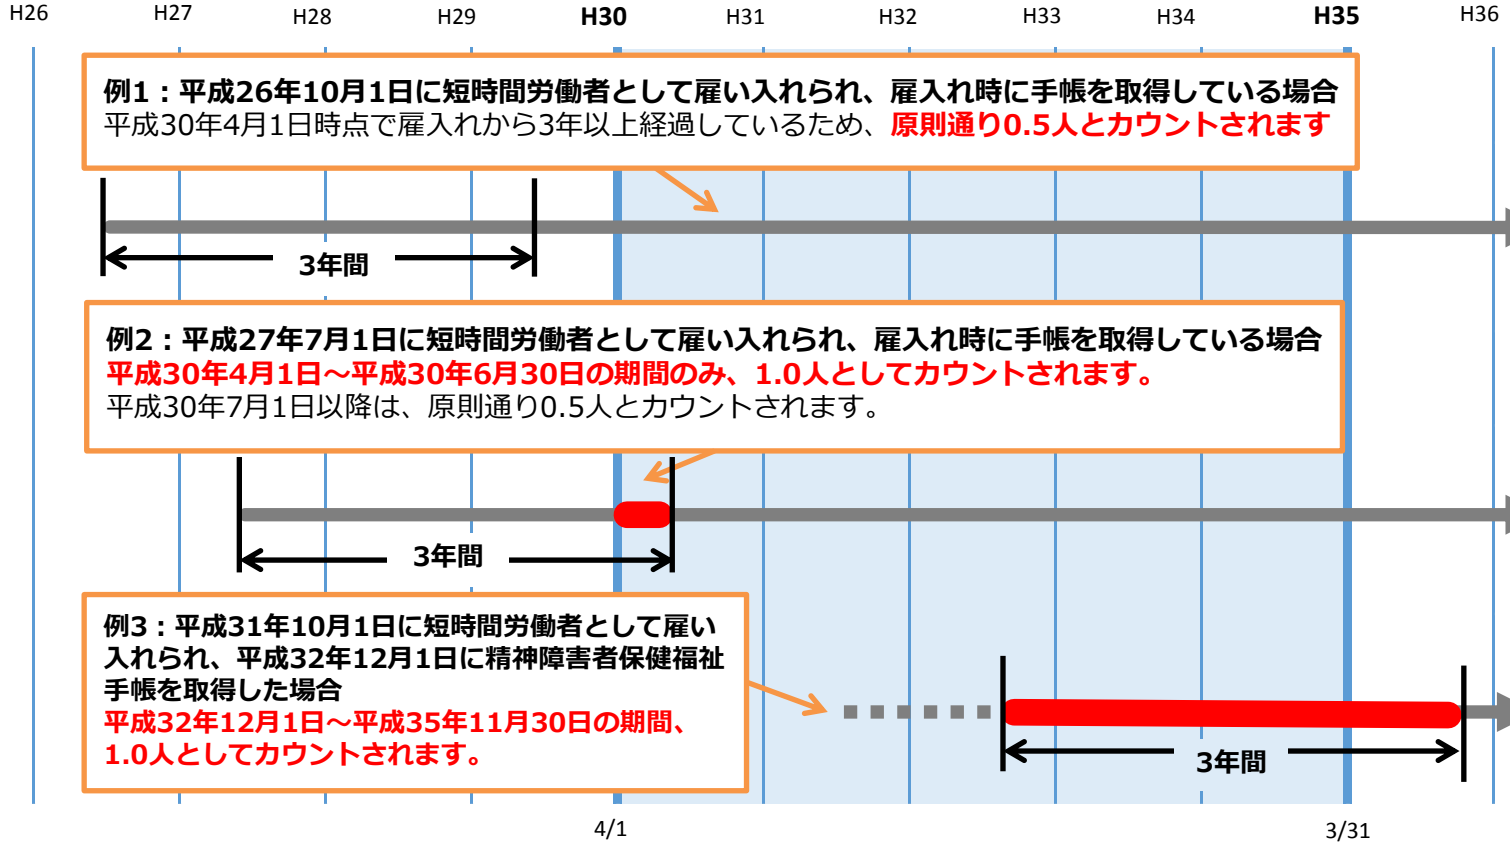 H26 H27 H28 H29 H30 H31 H32 H33 H34 H35 H36
例1：平成26年10月1日に短時間労働者として雇い入れられ、雇入れ時に手帳を取得している場合
平成30年4月1日時点で雇入れから3年以上経過しているため、原則通り0.5人とカウントされます
3年間
例2：平成27年7月1日に短時間労働者として雇い入れられ、雇入れ時に手帳を取得している場合
平成30年4月1日～平成30年6月30日の期間のみ、1.0人としてカウントされます。
平成30年7月1日以降は、原則通り0.5人とカウントされます。
3年間
例3：平成31年10月1日に短時間労働者として雇い
入れられ、平成32年12月1日に精神障害者保健福祉
手帳を取得した場合
平成32年12月1日～平成35年11月30日の期間、
1.0人としてカウントされます。
3年間
4/1 3/31